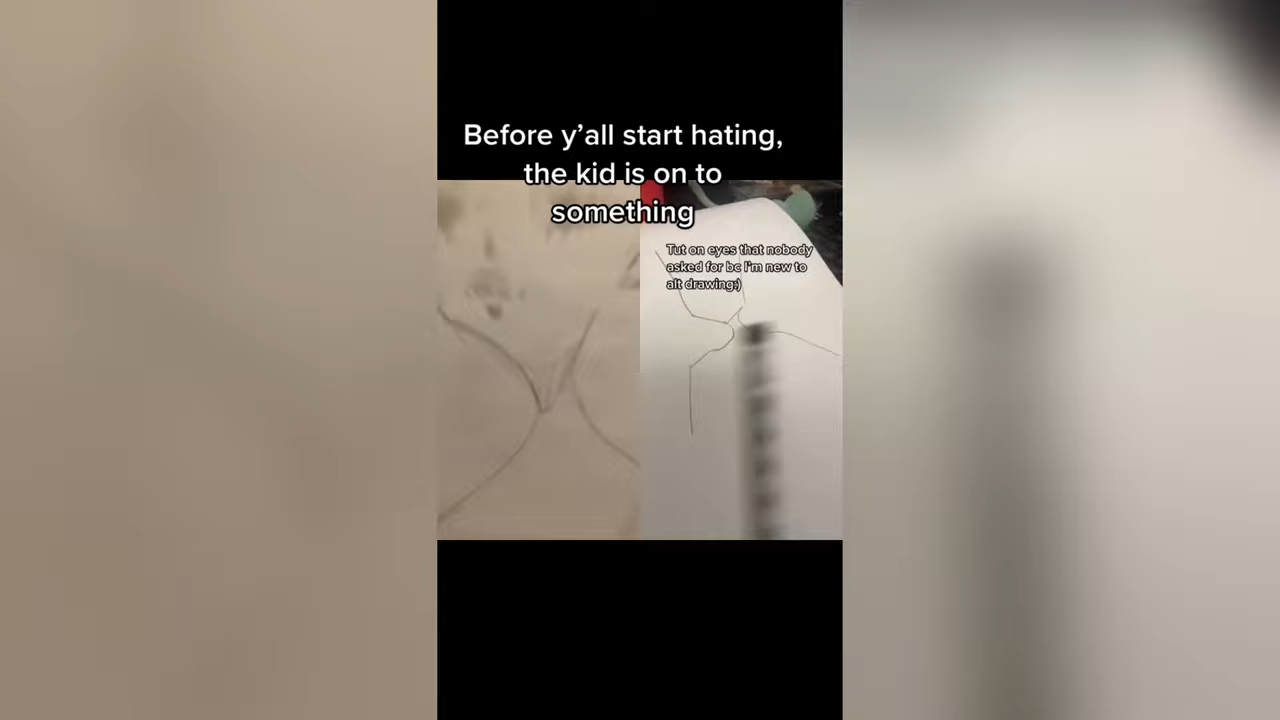 Before y’all start hating,
the kid is on to
something
Tut on eyes that nobody
asked for bc I'm new to
alt drawing:)